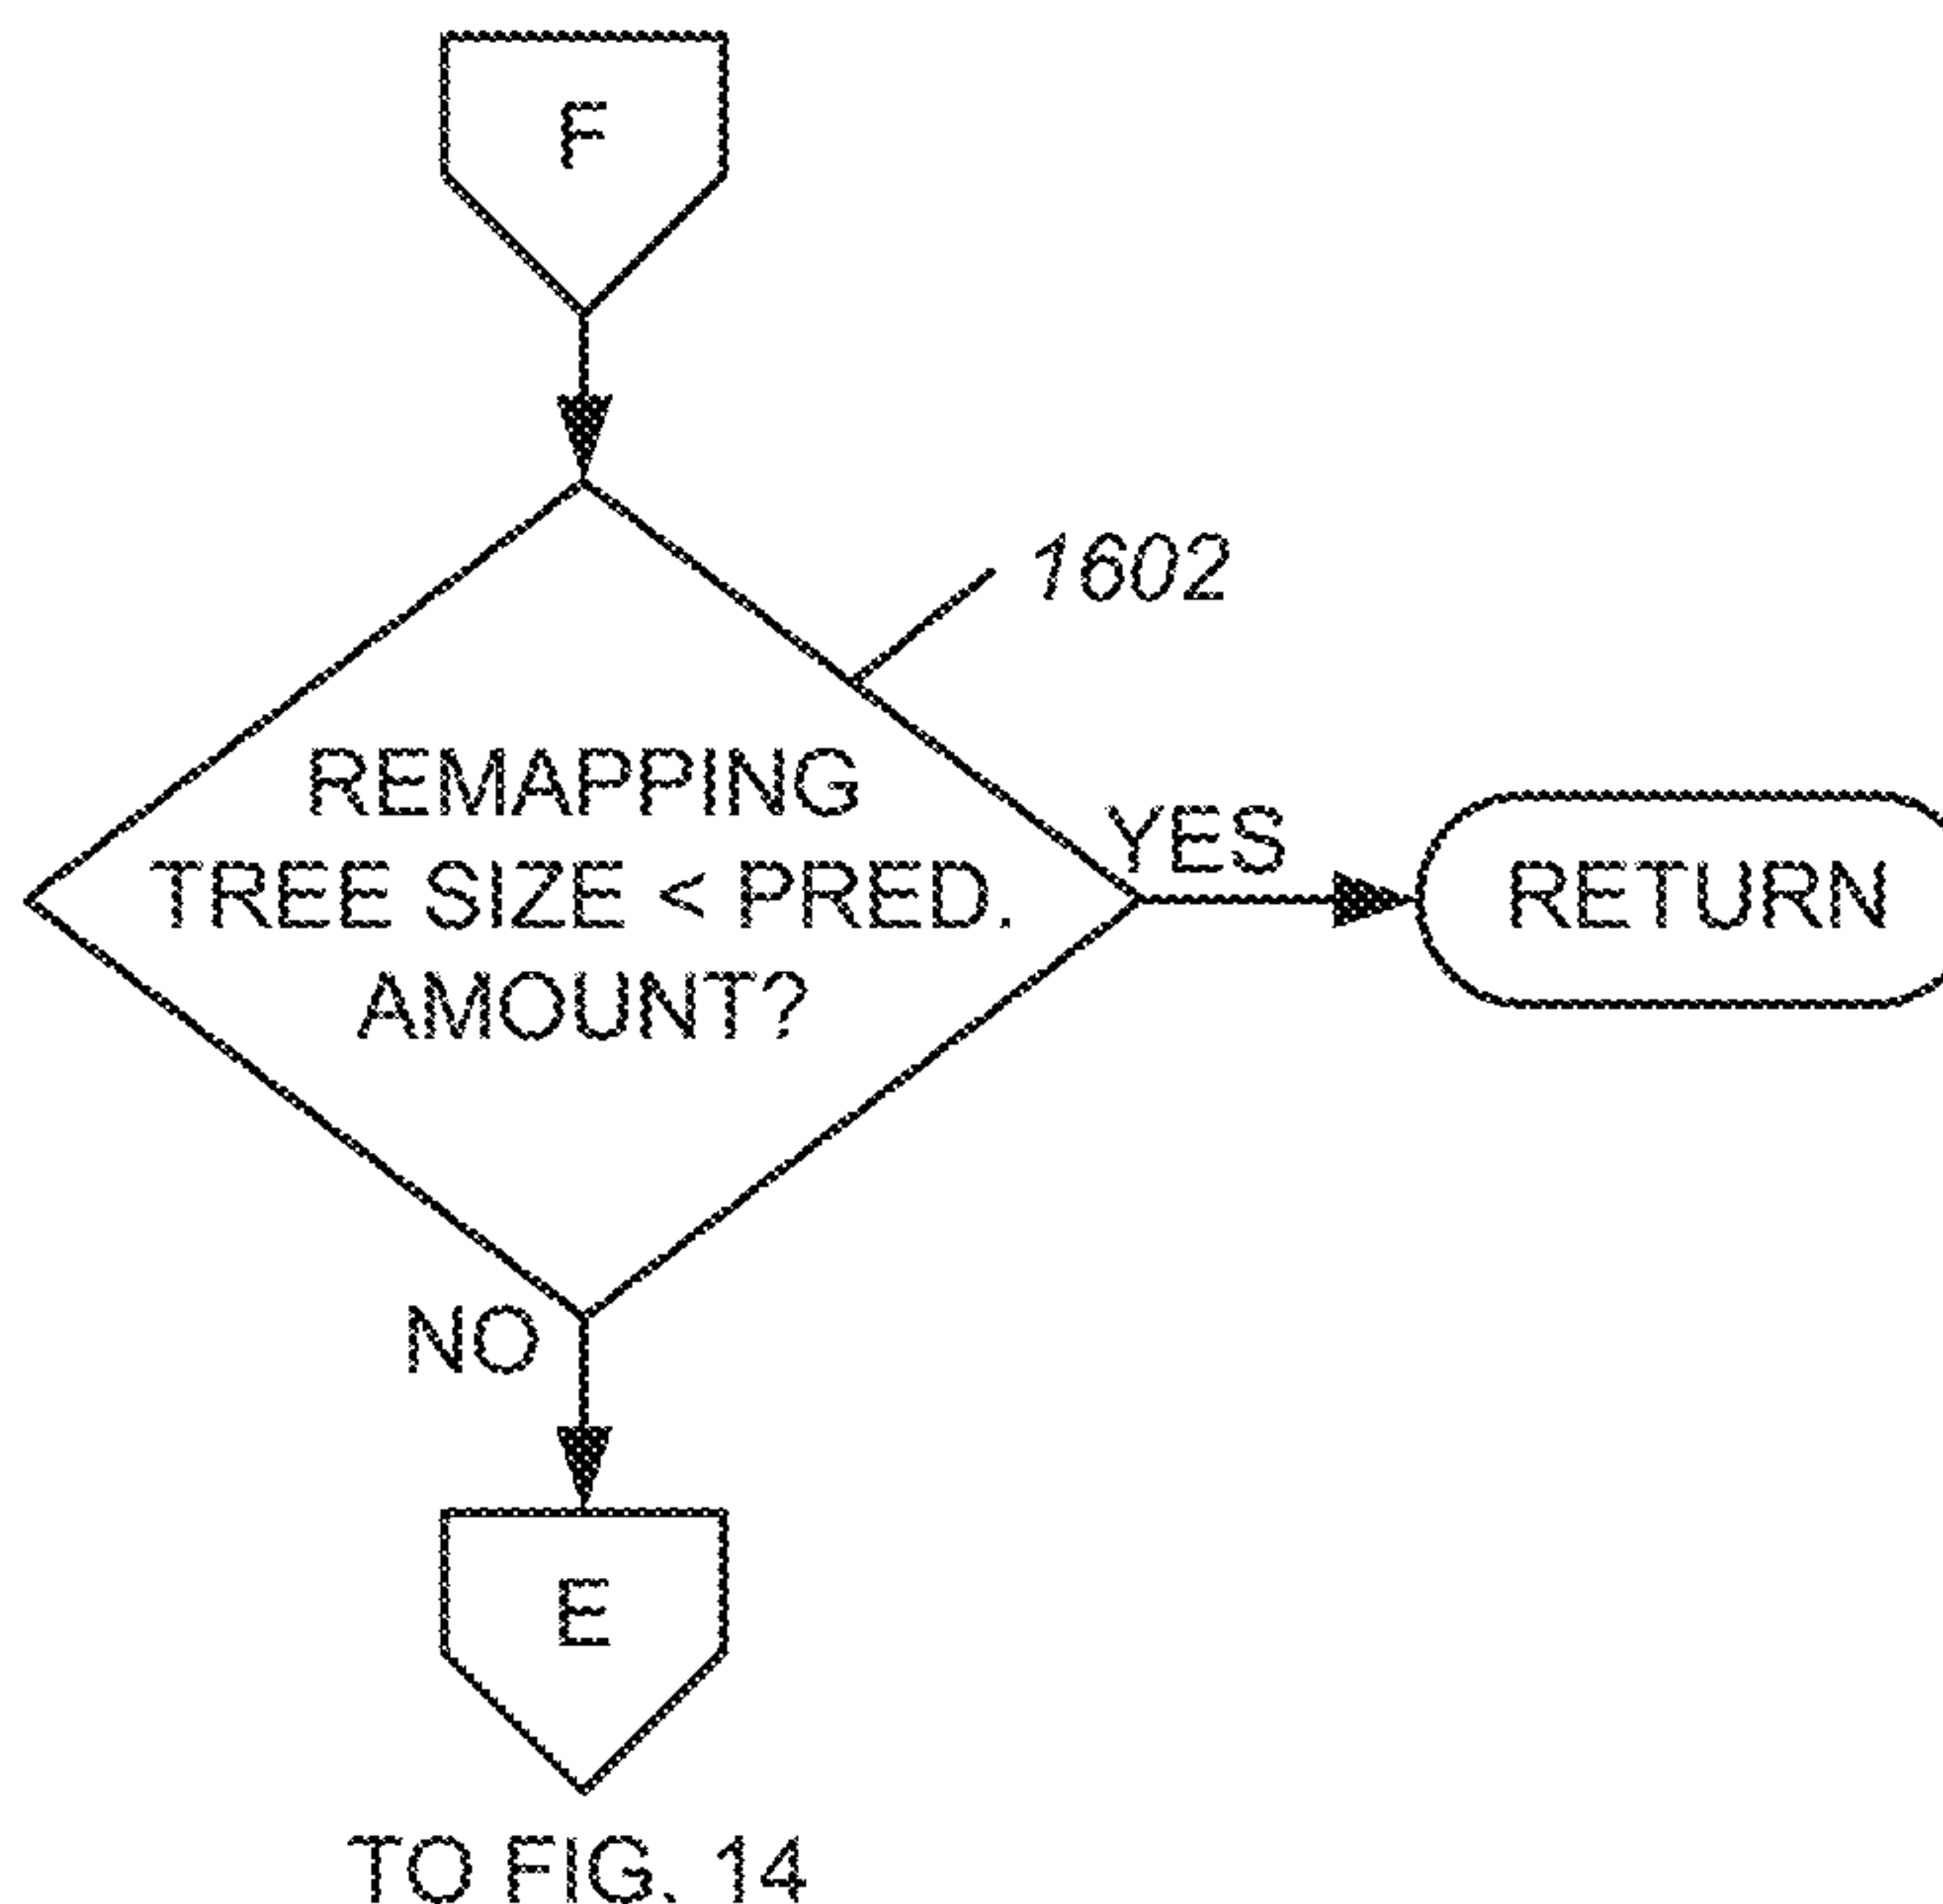 F
1602
REMAPPING
TREE SIZE < PRED.
AMOUNT?
YES
RETURN
NO
E
TO FIG. 14